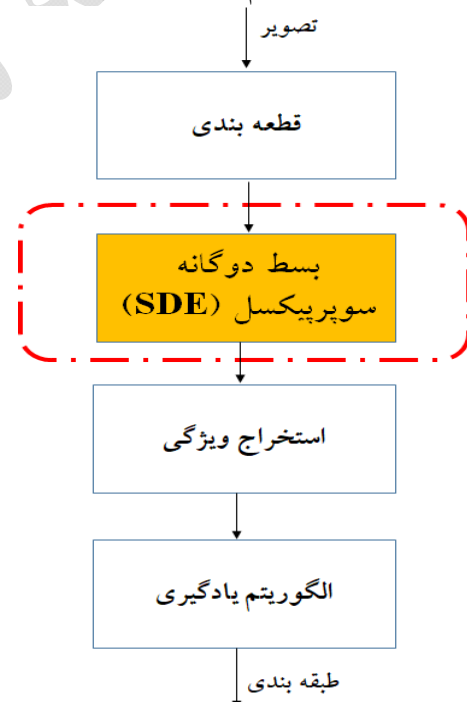 تصویر
قطعه بندی
بسط دوگانه
سوپرپیکسل (SDE)
استخراج ویژگی
الگوریتم یادگیری
طبقه بندی